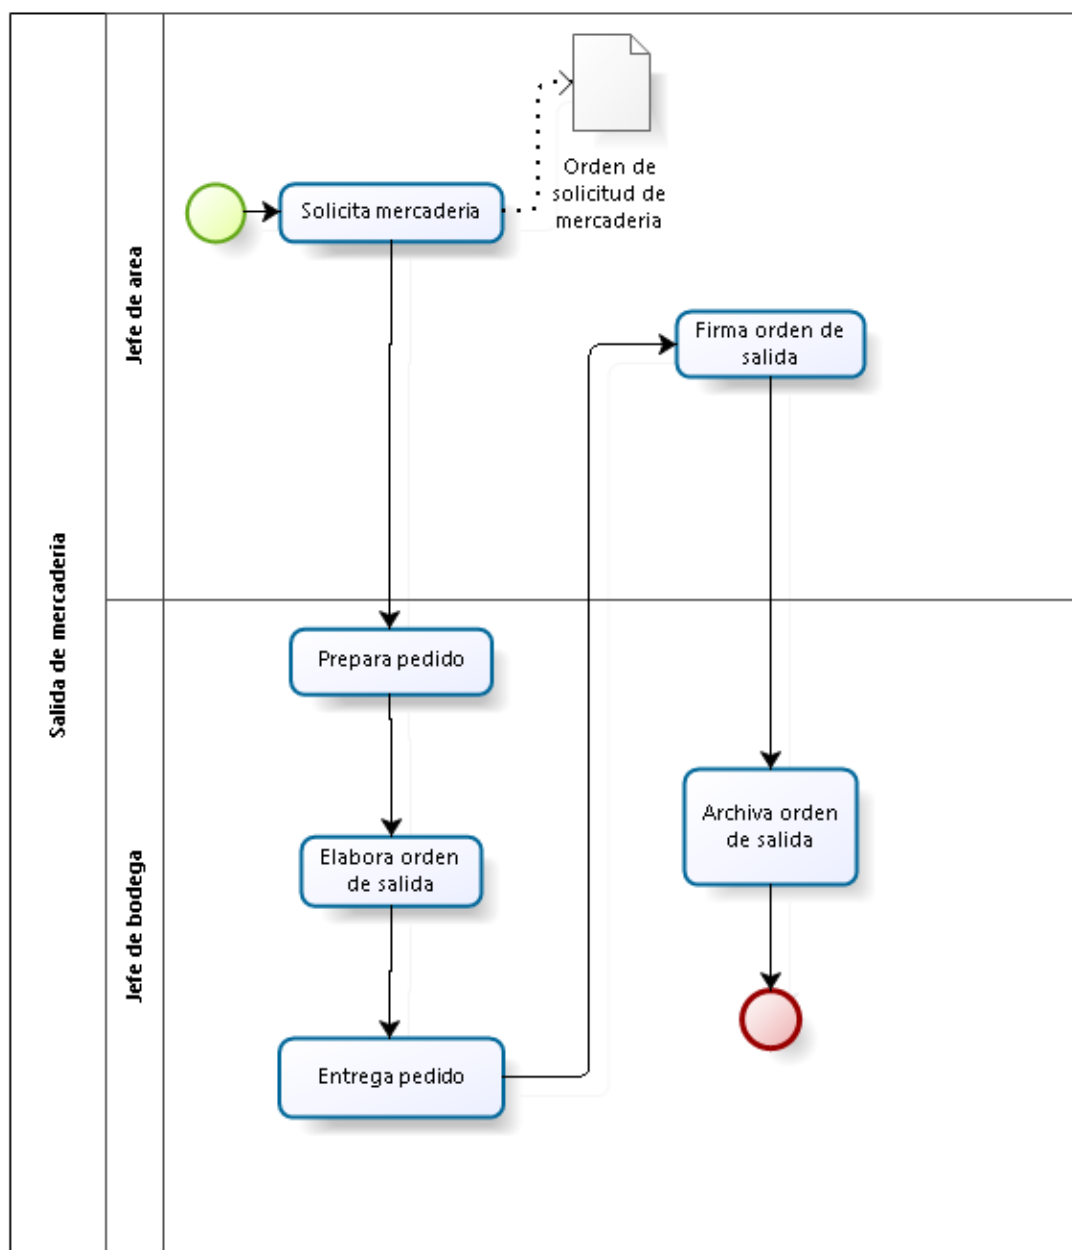 Salida de mercaderia
Jefe de area
Solicita mercaderia
Orden de
solicitud de
mercaderia
Firma orden de
salida
Jefe de bodega
Prepara pedido
Elabora orden
de salida
Entrega pedido
Archiva orden
de salida